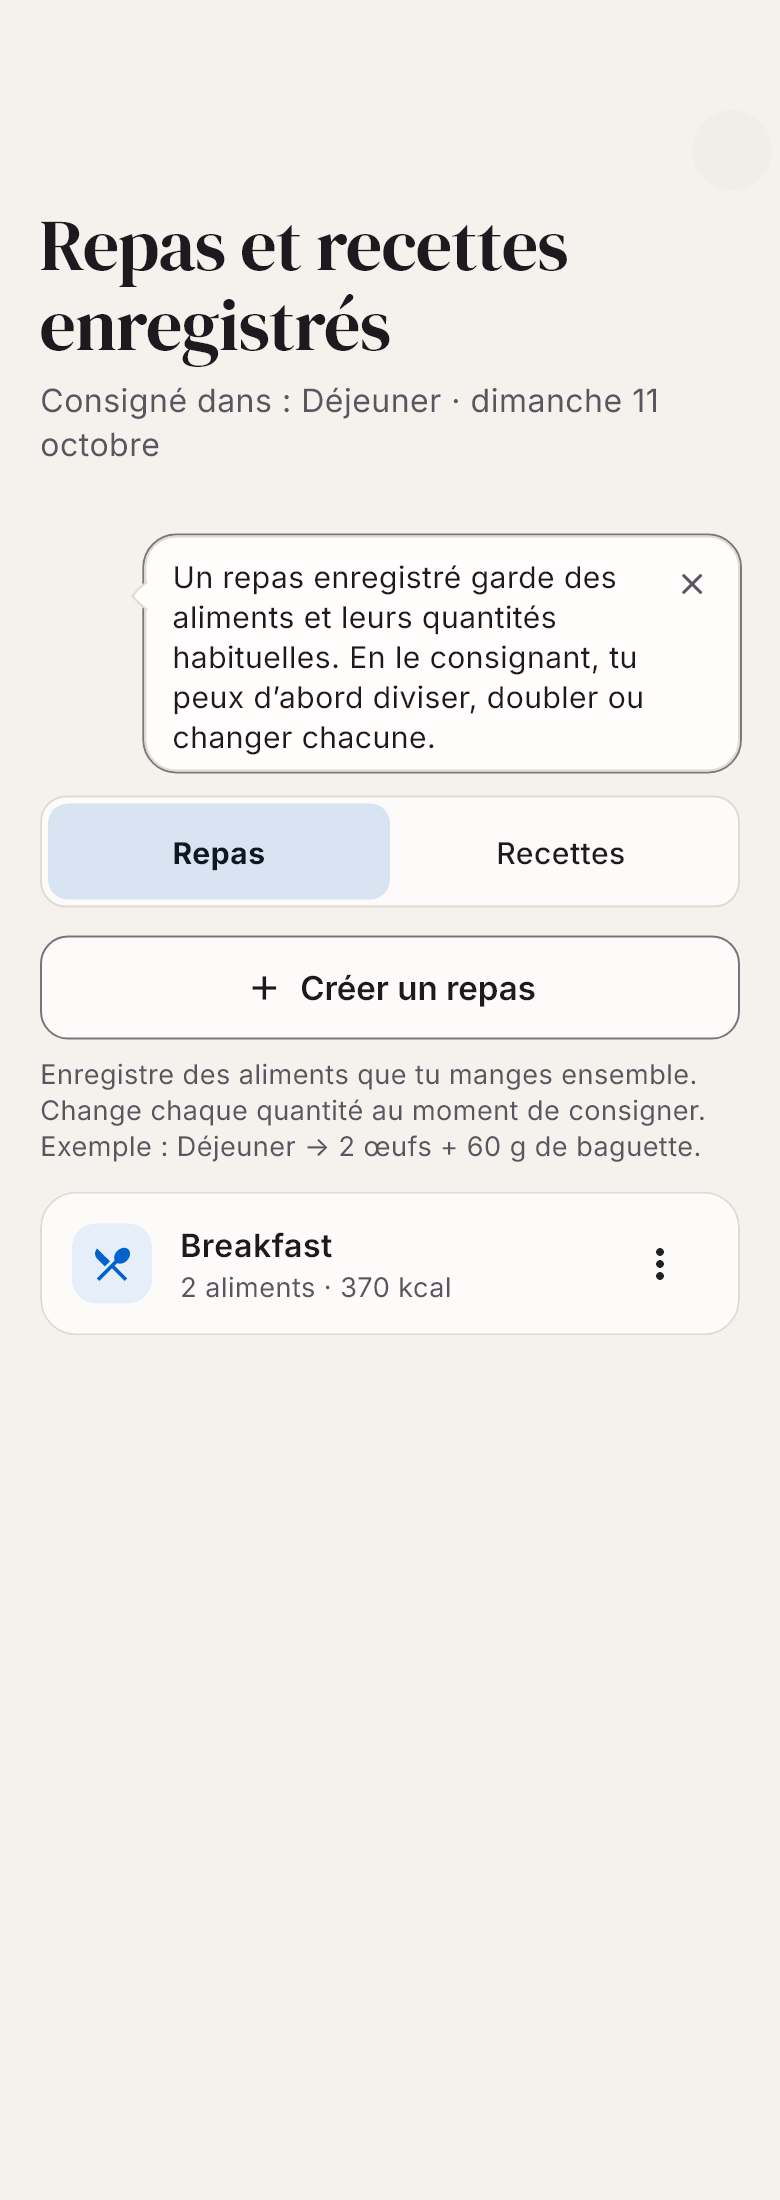 Repas et recettes
enregistrés
Consigné dans : Déjeuner · dimanche 11
octobre
Un repas enregistré garde des
aliments et leurs quantités
habituelles. En le consignant, tu
peux d’abord diviser, doubler ou
changer chacune.
Repas
Recettes
+ Créer un repas
Enregistre des aliments que tu manges ensemble.
Change chaque quantité au moment de consigner.
Exemple : Déjeuner → 2 œufs + 60 g de baguette.
Breakfast
2 aliments · 370 kcal